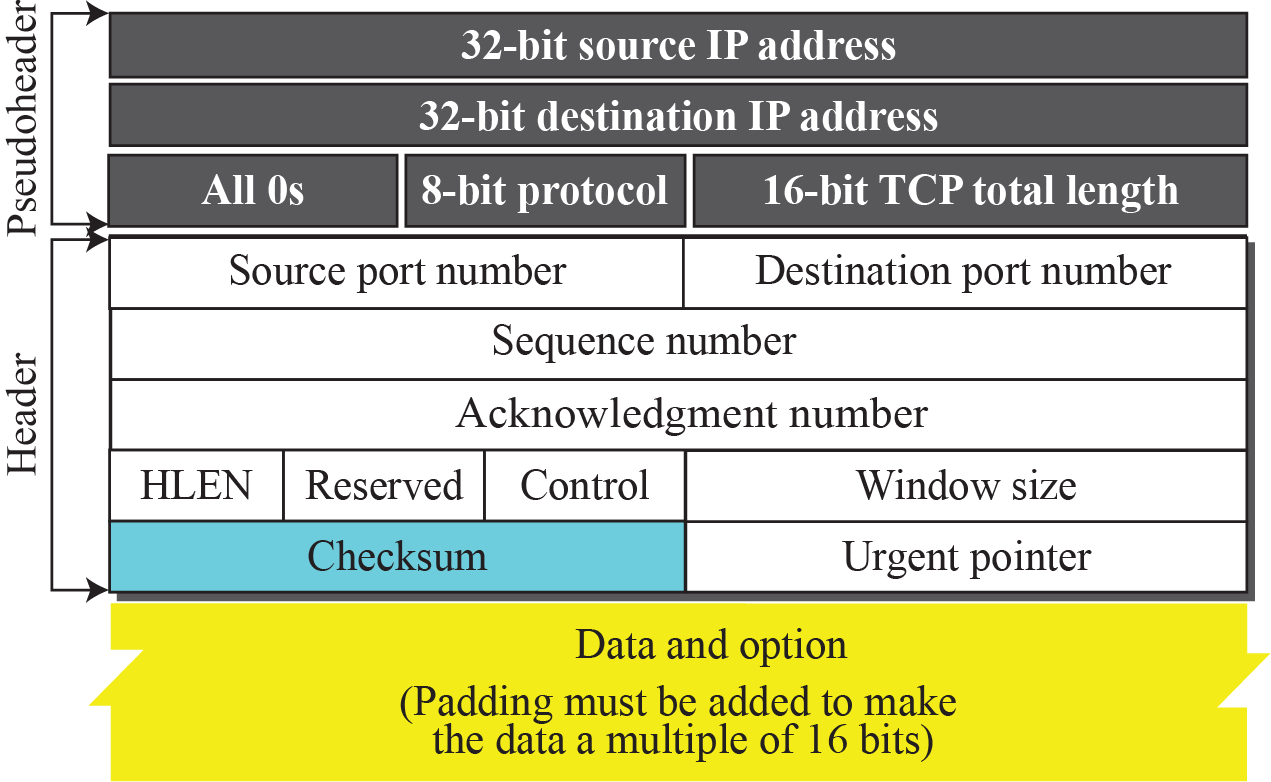 Pseudoheader
32-bit source IP address
32-bit destination IP address
All 0s
8-bit protocol
16-bit TCP total length
Header
Source port number
Destination port number
Sequence number
Acknowledgment number
HLEN
Reserved
Control
Window size
Checksum
Urgent pointer
Data and option
(Padding must be added to make
the data a multiple of 16 bits)